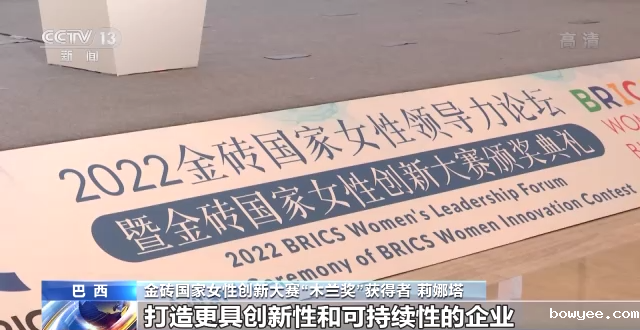 CCTV 13
新闻
高清
BRICS
WOM
B
2022金砖国家女性领导力论坛
暨金砖国家女性创新大赛颁奖典礼
2022 BRICS Women's Leadership Forum
eremony of BRICS Women Innovation Contest
巴西
金砖国家女性创新大赛“木兰奖”获得者 莉娜塔
打造更具创新性和可持续性的企业
bowyee.com